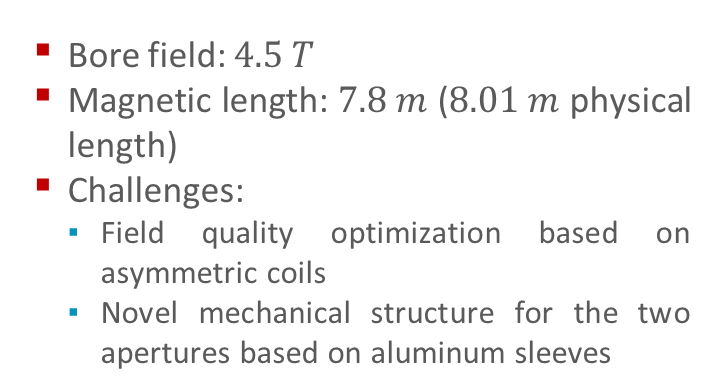 ▪ Bore field: 4.5 T
▪ Magnetic length: 7.8 m (8.01 m physical
length)
▪ Challenges:
▪ Field quality optimization based on
asymmetric coils
▪ Novel mechanical structure for the two
apertures based on aluminum sleeves